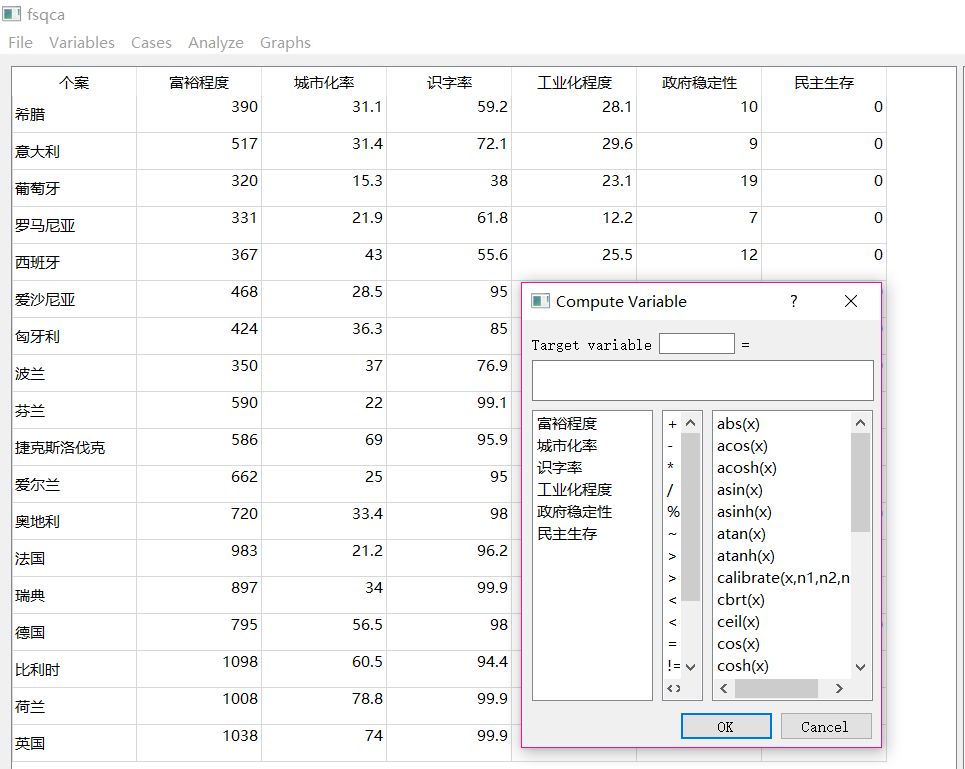 fsqca
File Variables Cases Analyze Graphs
个案 富裕程度 城市化率 识字率 工业化程度 政府稳定性 民主生存
希腊 390 31.1 59.2 28.1 10 0
意大利 517 31.4 72.1 29.6 9 0
葡萄牙 320 15.3 38 23.1 19 0
罗马尼亚 331 21.9 61.8 12.2 7 0
西班牙 367 43 55.6 25.5 12 0
爱沙尼亚 468 28.5 95
匈牙利 424 36.3 85
波兰 350 37 76.9
芬兰 590 22 99.1
捷克斯洛伐克 586 69 95.9
爱尔兰 662 25 95
奥地利 720 33.4 98
法国 983 21.2 96.2
瑞典 897 34 99.9
德国 795 56.5 98
比利时 1098 60.5 94.4
荷兰 1008 78.8 99.9
英国 1038 74 99.9
Compute Variable ?
Target variable =
富裕程度
城市化率
识字率
工业化程度
政府稳定性
民主生存
+
-
*
/
%
~
>
>
<
<
=
!=
abs(x)
acos(x)
acosh(x)
asin(x)
asinh(x)
atan(x)
atanh(x)
calibrate(x,n1,n2,n
cbrt(x)
ceil(x)
cos(x)
cosh(x)
OK Cancel